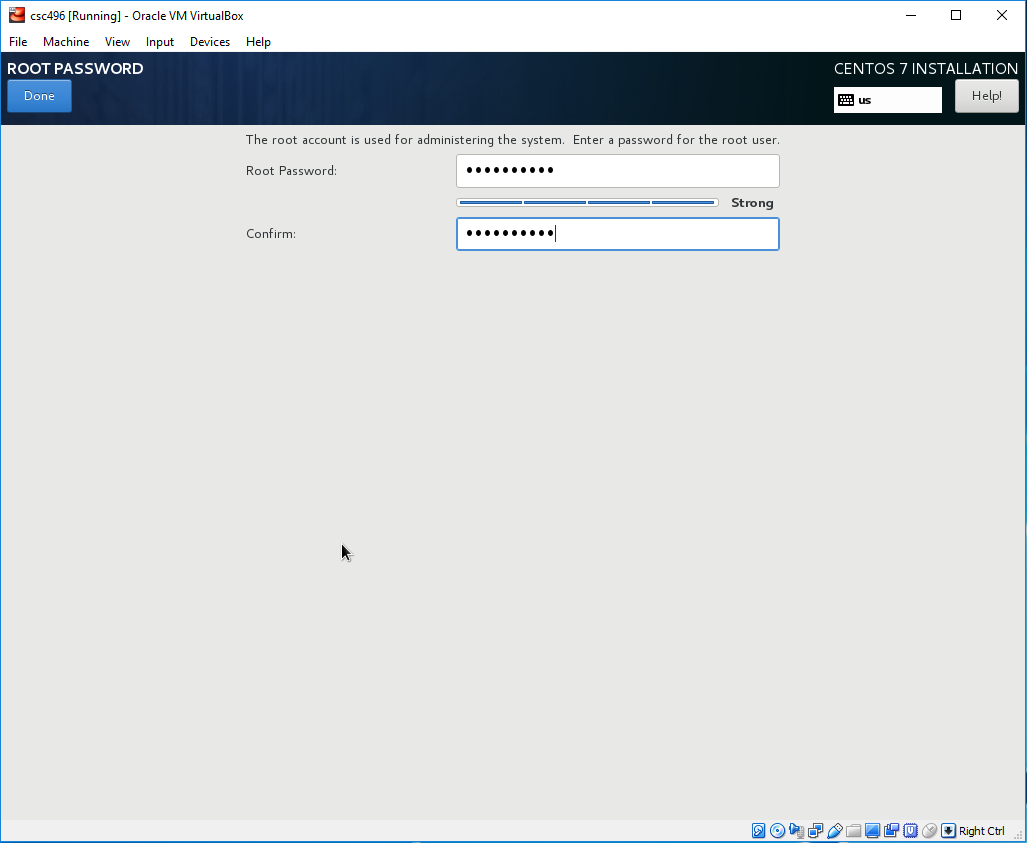 csc496 [Running] - Oracle VM VirtualBox
File Machine View Input Devices Help
ROOT PASSWORD
CENTOS 7 INSTALLATION
Done
us
Help!
The root account is used for administering the system.  Enter a password for the root user.
Root Password:
●●●●●●●●●●
Strong
Confirm:
●●●●●●●●●●
Right Ctrl